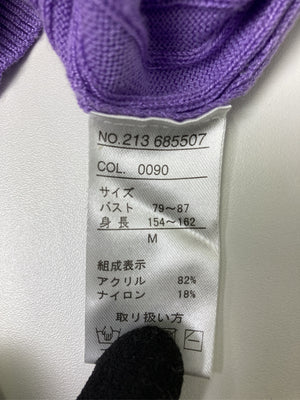 NO.213 685507
COL. 0090
サイズ
バスト 79～87
身長 154～162
M
組成表示
アクリル 82%
ナイロン 18%
取り扱い方